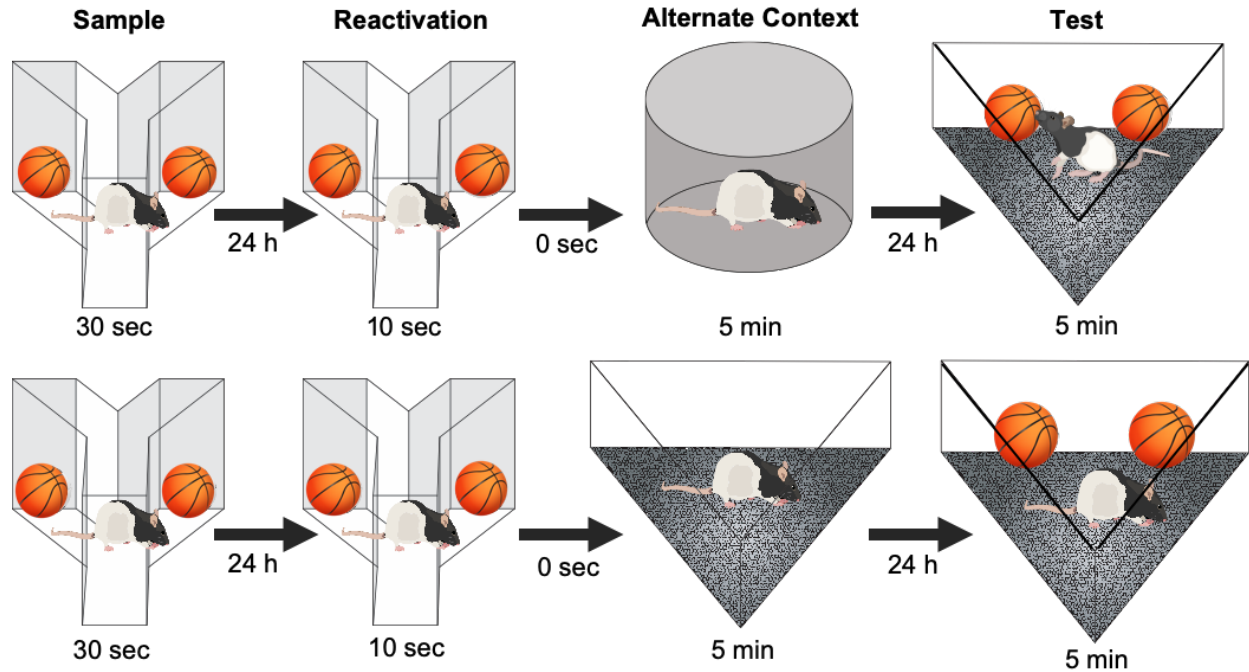 Sample
Reactivation
Alternate Context
Test
24 h
0 sec
24 h
30 sec
10 sec
5 min
5 min
24 h
0 sec
24 h
30 sec
10 sec
5 min
5 min